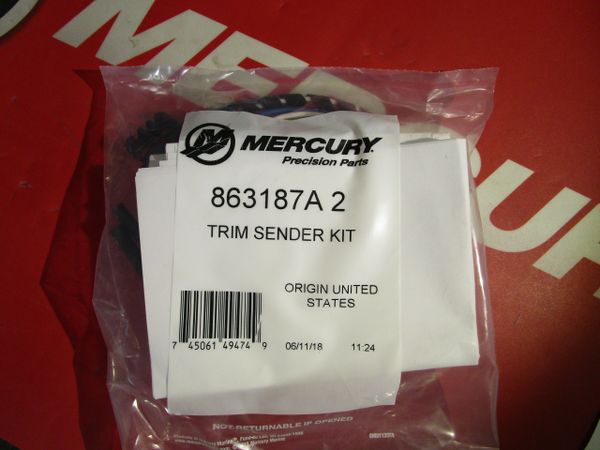 MERCURY
MERCURY
Precision Parts
863187A 2
TRIM SENDER KIT
ORIGIN UNITED
STATES
7 45061 49474 9
06/11/18 11:24
NOT RETURNABLE IF OPENED